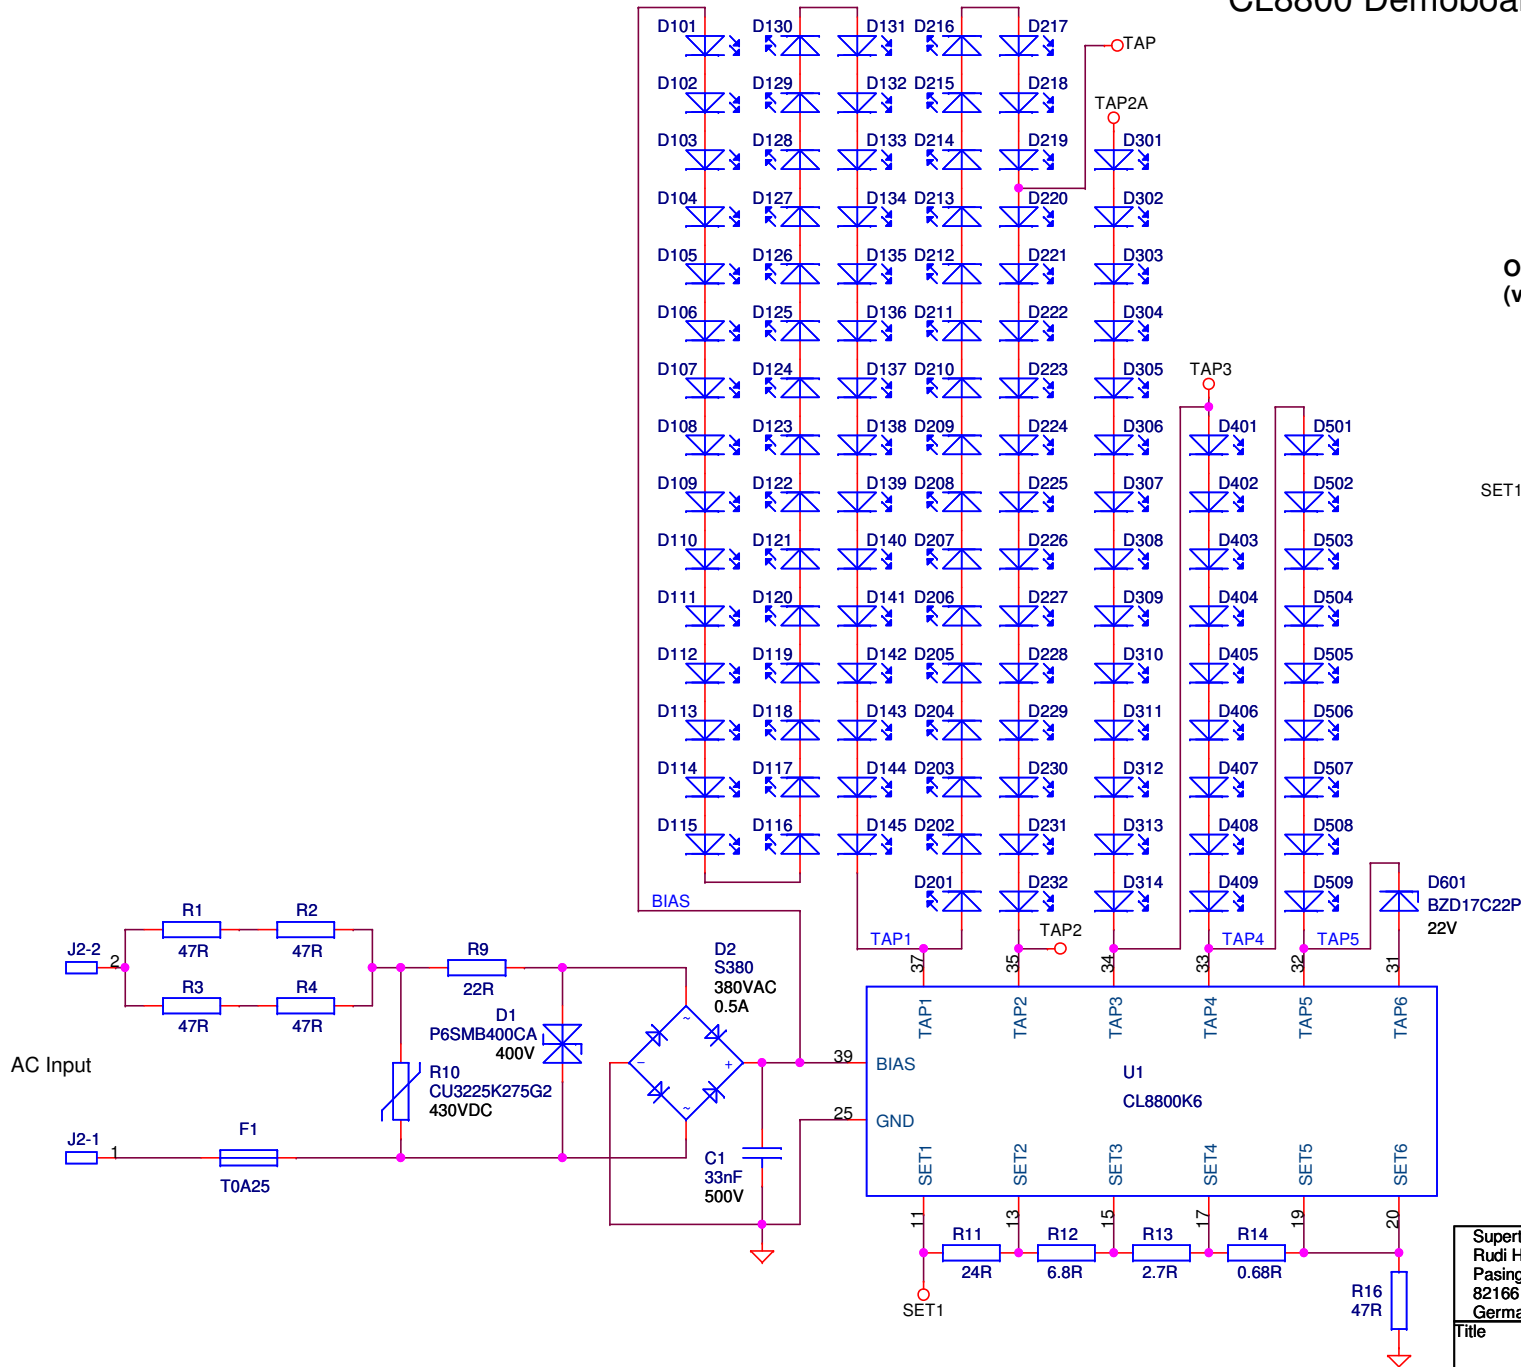 CL8800 Demoboa
D101 D130 D131 D216 D217
TAP
D102 D129 D132 D215 D218
TAP2A
D103 D128 D133 D214 D219 D301
D104 D127 D134 D213 D220 D302
D105 D126 D135 D212 D221 D303
O
(v
D106 D125 D136 D211 D222 D304
D107 D124 D137 D210 D223 D305
TAP3
D108 D123 D138 D209 D224 D306 D401 D501
D109 D122 D139 D208 D225 D307 D402 D502
SET1
D110 D121 D140 D207 D226 D308 D403 D503
D111 D120 D141 D206 D227 D309 D404 D504
D112 D119 D142 D205 D228 D310 D405 D505
D113 D118 D143 D204 D229 D311 D406 D506
D114 D117 D144 D203 D230 D312 D407 D507
D115 D116 D145 D202 D231 D313 D408 D508
D201 D232 D314 D409 D509
D601
BZD17C22P
22V
BIAS
TAP1
TAP2
TAP4
TAP5
R1
47R
R2
47R
R3
47R
R4
47R
J2-2
2
R9
22R
D1
P6SMB400CA
400V
D2
S380
380VAC
0.5A
~
~
-
+
AC Input
R10
CU3225K275G2
430VDC
J2-1
1
F1
T0A25
C1
33nF
500V
37 35 34 33 32 31
TAP1 TAP2 TAP3 TAP4 TAP5 TAP6
39 BIAS
25 GND
U1
CL8800K6
SET1 SET2 SET3 SET4 SET5 SET6
11 13 15 17 19 20
R11
24R
R12
6.8R
R13
2.7R
R14
0.68R
SET1
R16
47R
Supert
Rudi H
Pasing
82166
Germa
Title